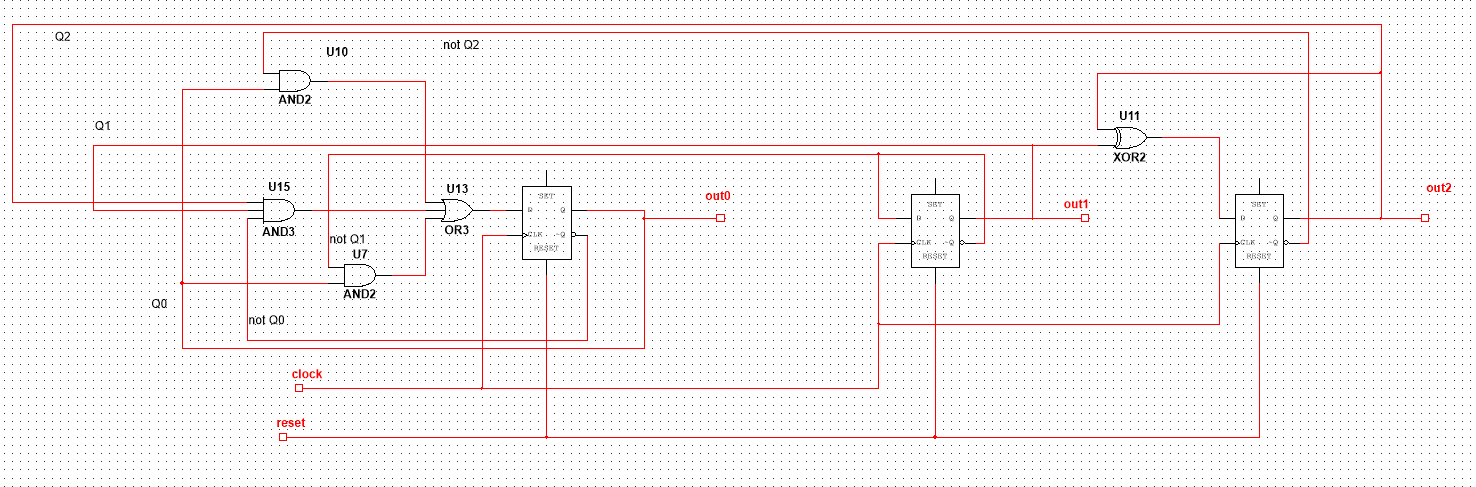 Q2
not Q2
U10
AND2
Q1
U11
XOR2
U15
AND3
U13
OR3
SET
D Q
CLK ~Q
RESET
out0
SET
D Q
CLK ~Q
RESET
out1
SET
D Q
CLK ~Q
RESET
out2
not Q1
U7
AND2
Q0
not Q0
clock
reset